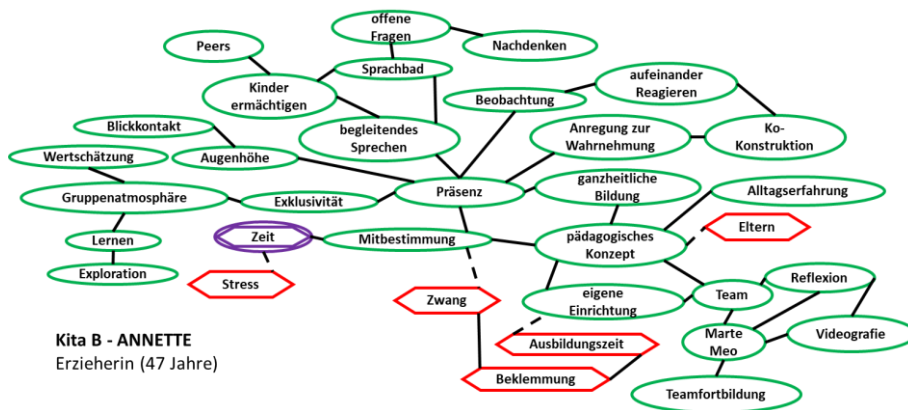 offene
Fragen
Peers
Nachdenken
Sprachbad
Kinder
ermächtigen
aufeinander
Reagieren
Beobachtung
Blickkontakt
begleitendes
Sprechen
Anregung zur
Wahrnehmung
Ko-
Konstruktion
Wertschätzung
Augenhöhe
Gruppenatmosphäre
Exklusivität
Präsenz
ganzheitliche
Bildung
Alltagserfahrung
Lernen
Zeit
Mitbestimmung
pädagogisches
Konzept
Eltern
Exploration
Stress
Zwang
eigene
Einrichtung
Team
Reflexion
Kita B - ANNETTE
Erzieherin (47 Jahre)
Ausbildungszeit
Marte
Meo
Videografie
Beklemmung
Teamfortbildung